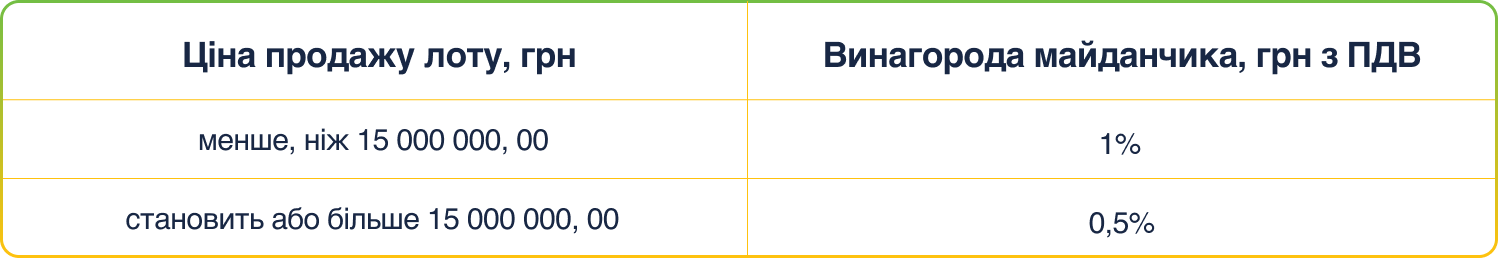 Ціна продажу лоту, грн
Винагорода майданчика, грн з ПДВ
менше, ніж 15 000 000, 00
1%
становить або більше 15 000 000, 00
0,5%